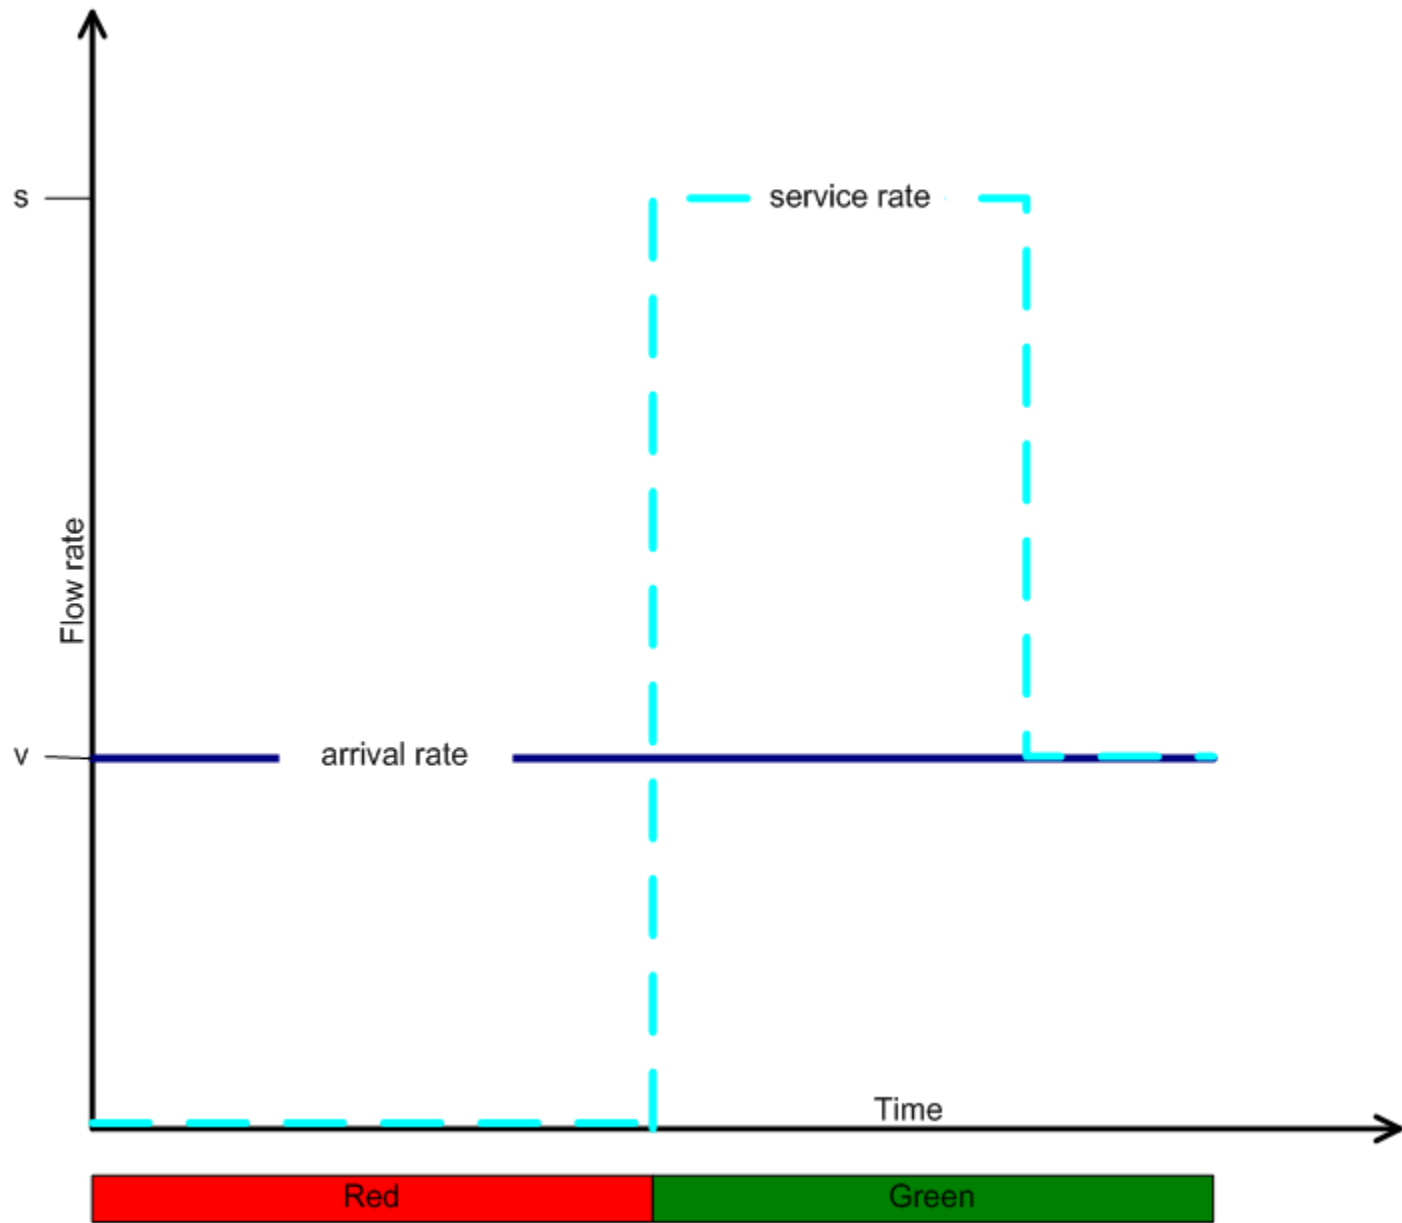 s
service rate
Flow rate
v
arrival rate
Time
Red
Green